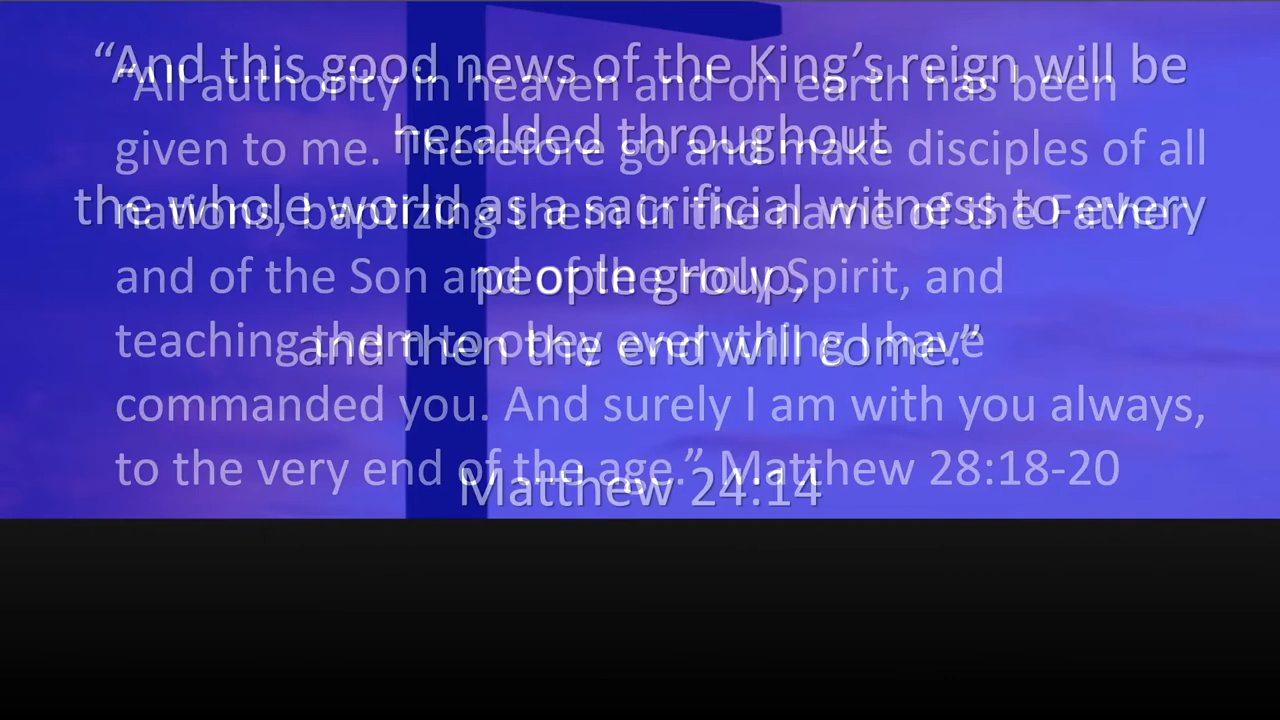 “And this good news of the King’s reign will be
heralded throughout
the whole world as a sacrificial witness to every
people group,
and then the end will come.”
Matthew 24:14
“All authority in heaven and on earth has been
given to me. Therefore go and make disciples of all
nations, baptizing them in the name of the Father
and of the Son and of the Holy Spirit, and
teaching them to obey everything I have
commanded you. And surely I am with you always,
to the very end of the age.” Matthew 28:18-20